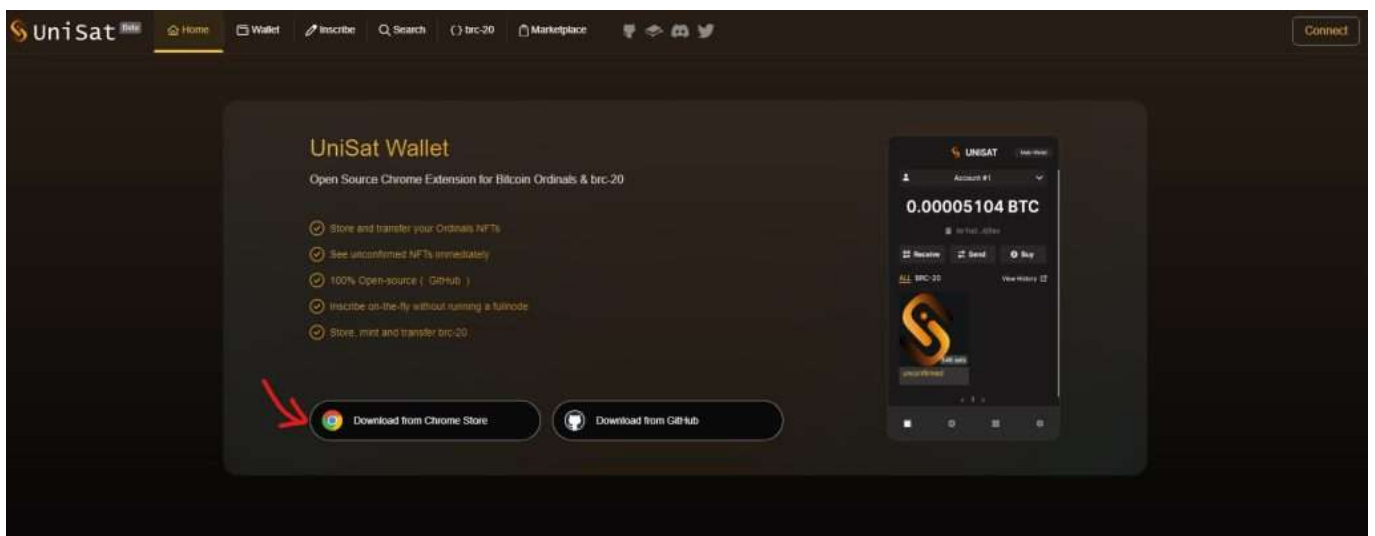 UniSat Beta
Home
Wallet
Inscribe
Search
brc-20
Marketplace
Connect
UniSat Wallet
Open Source Chrome Extension for Bitcoin Ordinals & brc-20
Store and transfer your Ordinals NFTs
See unconfirmed NFTs immediately
100% Open-source ( GitHub )
Inscribe on-the-fly without running a fullnode
Store, mint and transfer brc-20
Download from Chrome Store
Download from GitHub
UNISAT
Account #1
0.00005104 BTC
Receive
Send
Buy
ALL BRC-20
View History
546 sats
unconfirmed
1